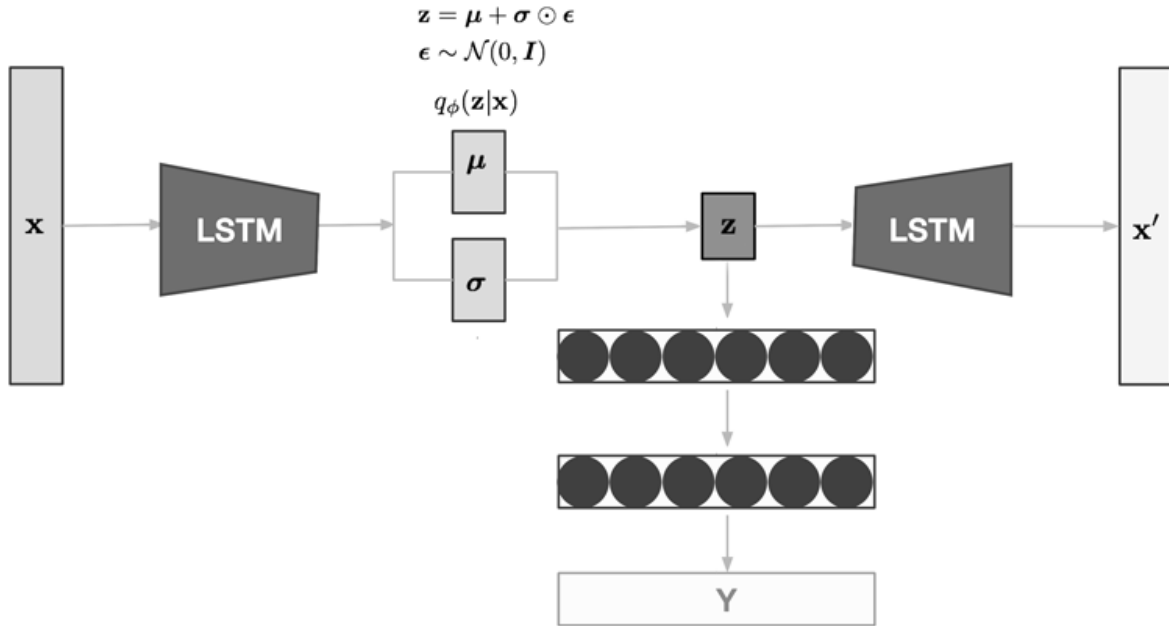 z = μ + σ ⊙ ϵ
ϵ ∼ 𝒩(0, I)
q_ϕ(z|x)
μ
x
LSTM
σ
z
LSTM
x′
Y